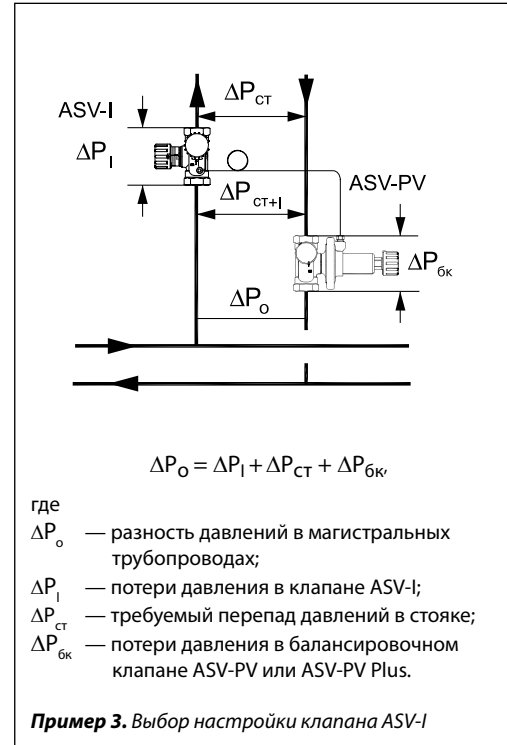 ΔP_ст
ASV-I
ΔP_I
ASV-PV
ΔP_ст+I
ΔP_бк
ΔP_о
ΔP_О = ΔP_I + ΔP_СТ + ΔP_бк,
где
ΔP_о — разность давлений в магистральных
трубопроводах;
ΔP_I — потери давления в клапане ASV-I;
ΔP_ст — требуемый перепад давлений в стояке;
ΔP_бк — потери давления в балансировочном
клапане ASV-PV или ASV-PV Plus.
Пример 3. Выбор настройки клапана ASV-I